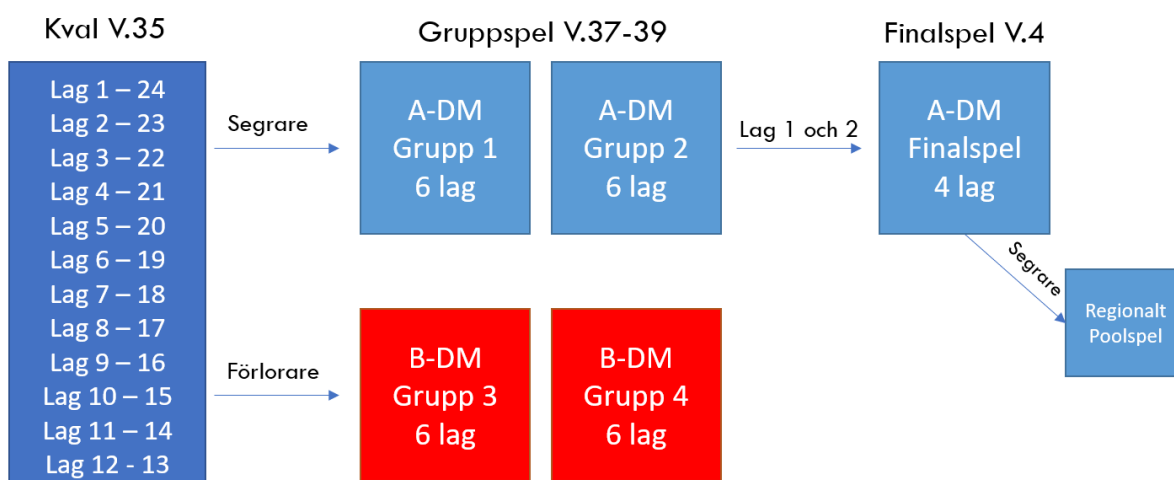 Kval V.35
Gruppspel V.37-39
Finalspel V.4
Lag 1 – 24
Lag 2 – 23
Lag 3 – 22
Lag 4 – 21
Lag 5 – 20
Lag 6 – 19
Lag 7 – 18
Lag 8 – 17
Lag 9 – 16
Lag 10 – 15
Lag 11 – 14
Lag 12 - 13
Segrare
A-DM
Grupp 1
6 lag
A-DM
Grupp 2
6 lag
Lag 1 och 2
A-DM
Finalspel
4 lag
Segrare
Regionalt
Poolspel
Förlorare
B-DM
Grupp 3
6 lag
B-DM
Grupp 4
6 lag